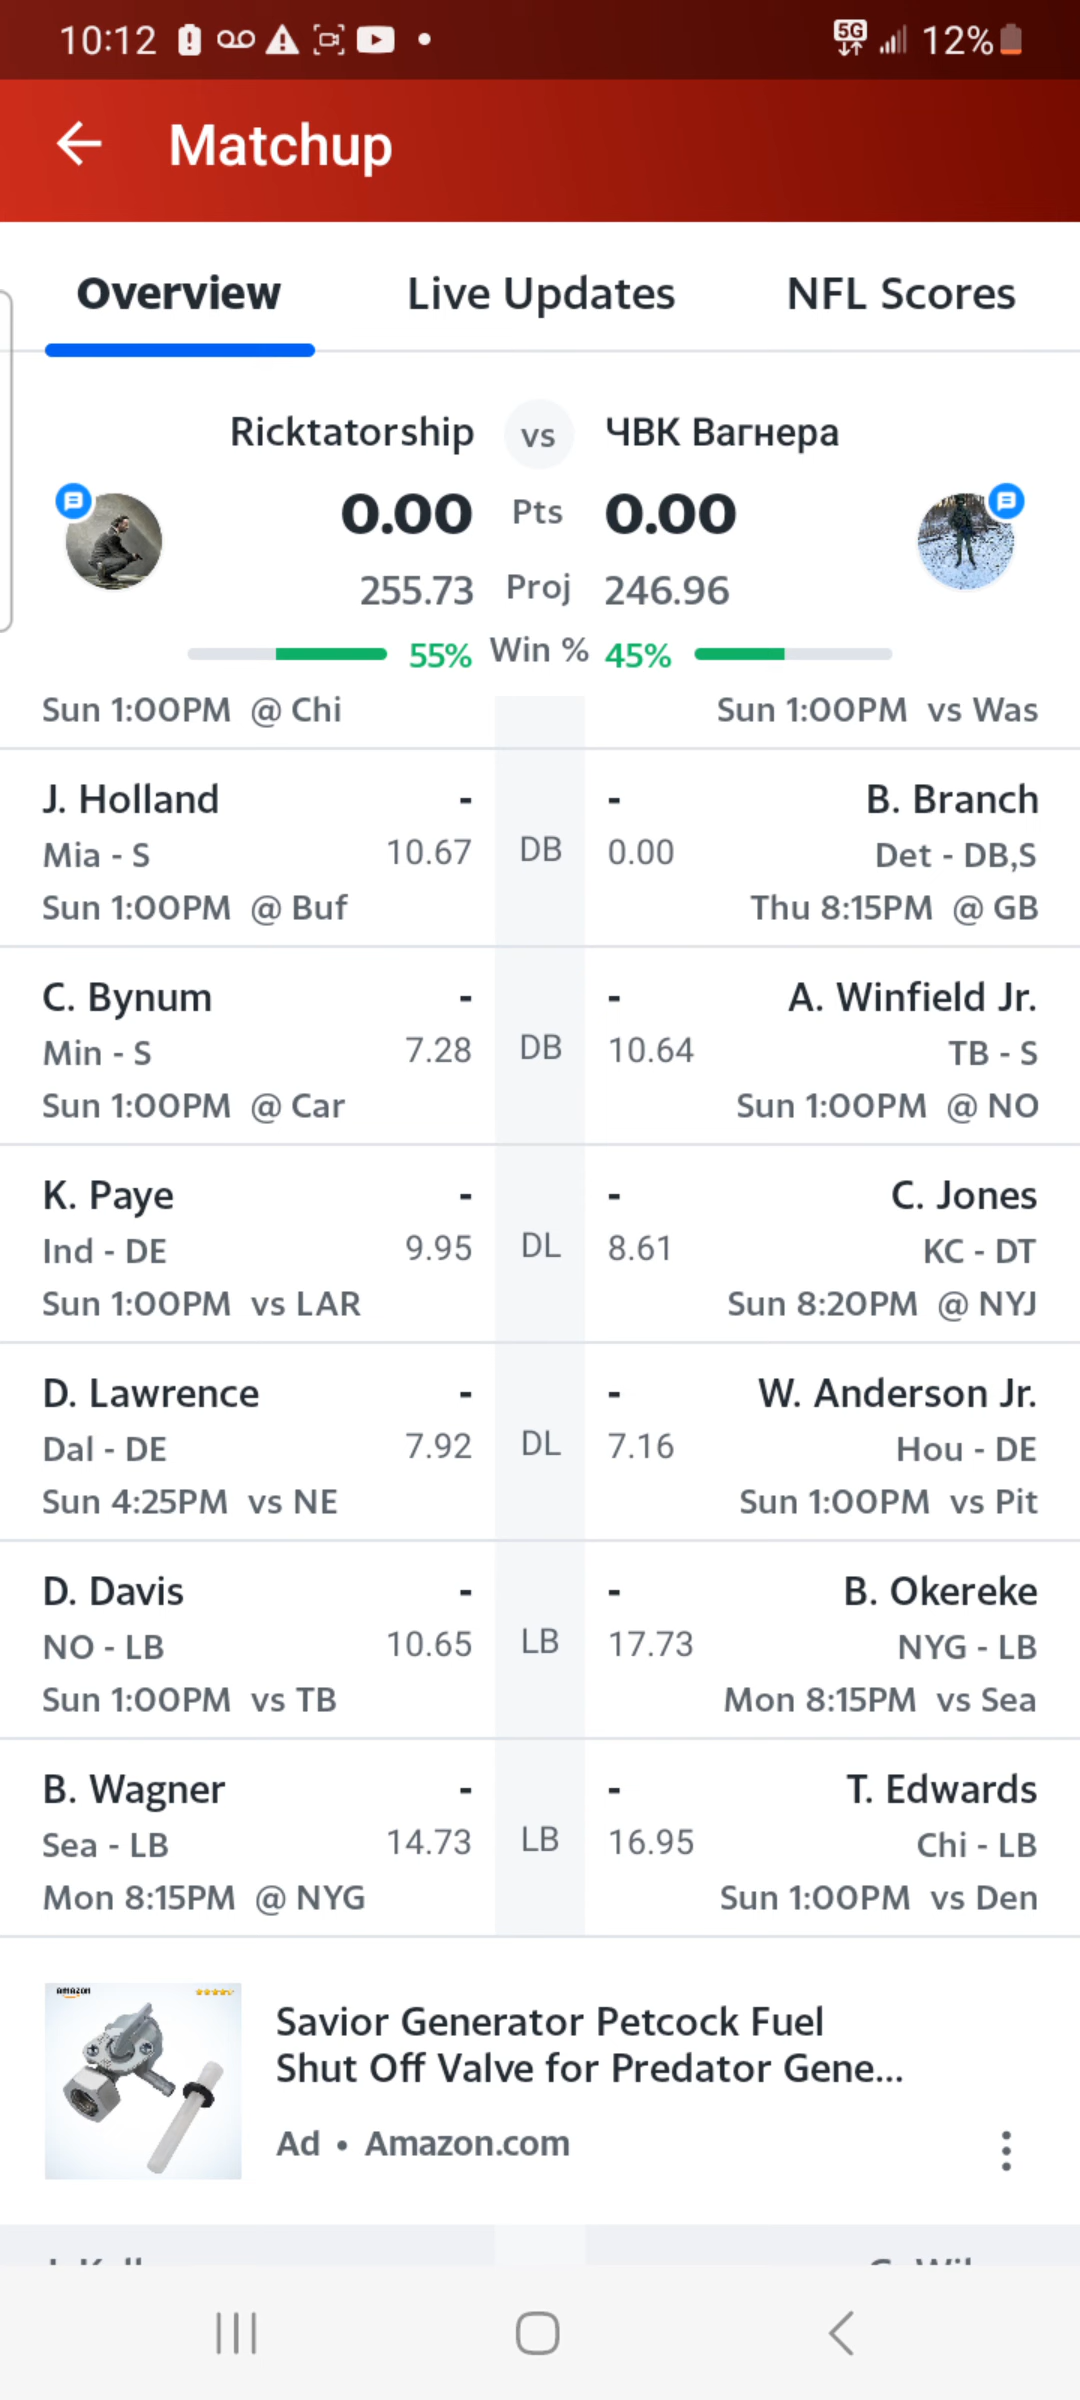 10:12
5G
12%
Matchup
Overview Live Updates NFL Scores
Ricktatorship vs ЧВК Вагнера
0.00 Pts 0.00
255.73 Proj 246.96
55% Win % 45%
Sun 1:00PM @ Chi Sun 1:00PM vs Was
J. Holland - - B. Branch
Mia - S 10.67 DB 0.00 Det - DB,S
Sun 1:00PM @ Buf Thu 8:15PM @ GB
C. Bynum - - A. Winfield Jr.
Min - S 7.28 DB 10.64 TB - S
Sun 1:00PM @ Car Sun 1:00PM @ NO
K. Paye - - C. Jones
Ind - DE 9.95 DL 8.61 KC - DT
Sun 1:00PM vs LAR Sun 8:20PM @ NYJ
D. Lawrence - - W. Anderson Jr.
Dal - DE 7.92 DL 7.16 Hou - DE
Sun 4:25PM vs NE Sun 1:00PM vs Pit
D. Davis - - B. Okereke
NO - LB 10.65 LB 17.73 NYG - LB
Sun 1:00PM vs TB Mon 8:15PM vs Sea
B. Wagner - - T. Edwards
Sea - LB 14.73 LB 16.95 Chi - LB
Mon 8:15PM @ NYG Sun 1:00PM vs Den
amazon
Savior Generator Petcock Fuel
Shut Off Valve for Predator Gene...
Ad • Amazon.com